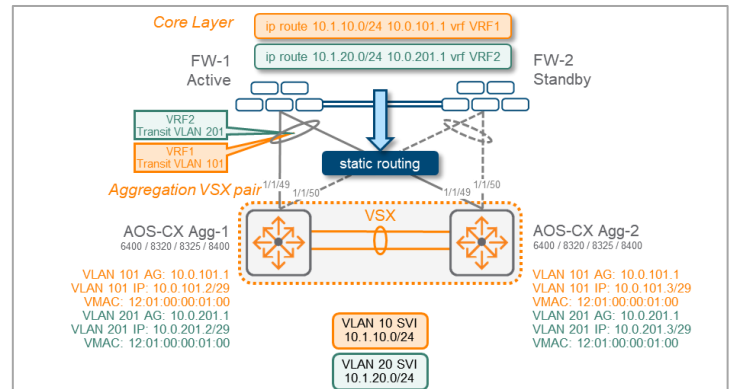 Core Layer
ip route 10.1.10.0/24 10.0.101.1 vrf VRF1
ip route 10.1.20.0/24 10.0.201.1 vrf VRF2
FW-1
Active
FW-2
Standby
VRF2
Transit VLAN 201
VRF1
Transit VLAN 101
static routing
Aggregation VSX pair
1/1/49
1/1/50
1/1/49
1/1/50
VSX
AOS-CX Agg-1
6400 / 8320 / 8325 / 8400
AOS-CX Agg-2
6400 / 8320 / 8325 / 8400
VLAN 101 AG: 10.0.101.1
VLAN 101 IP: 10.0.101.2/29
VMAC: 12:01:00:00:01:00
VLAN 201 AG: 10.0.201.1
VLAN 201 IP: 10.0.201.2/29
VMAC: 12:01:00:00:01:00
VLAN 101 AG: 10.0.101.1
VLAN 101 IP: 10.0.101.3/29
VMAC: 12:01:00:00:01:00
VLAN 201 AG: 10.0.201.1
VLAN 201 IP: 10.0.201.3/29
VMAC: 12:01:00:00:01:00
VLAN 10 SVI
10.1.10.0/24
VLAN 20 SVI
10.1.20.0/24